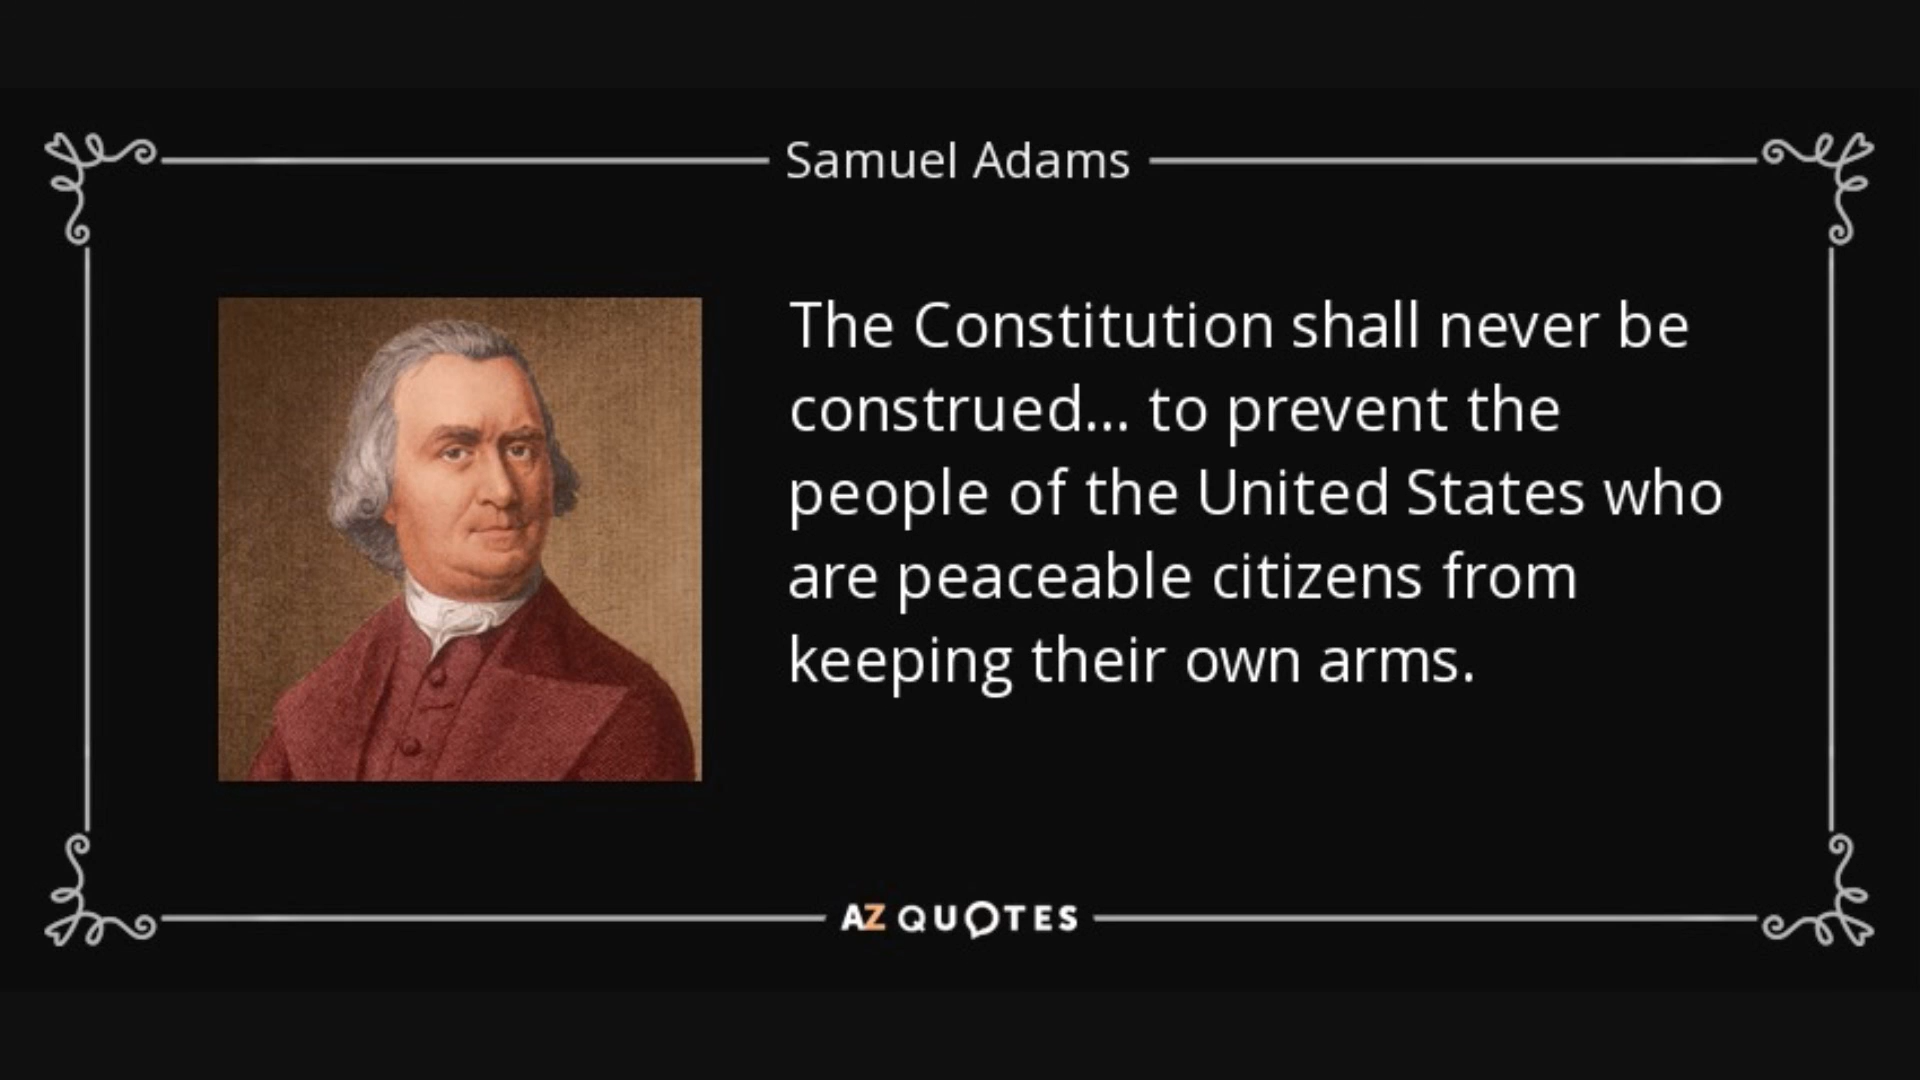 Samuel Adams
The Constitution shall never be
construed... to prevent the
people of the United States who
are peaceable citizens from
keeping their own arms.
AZ QUOTES